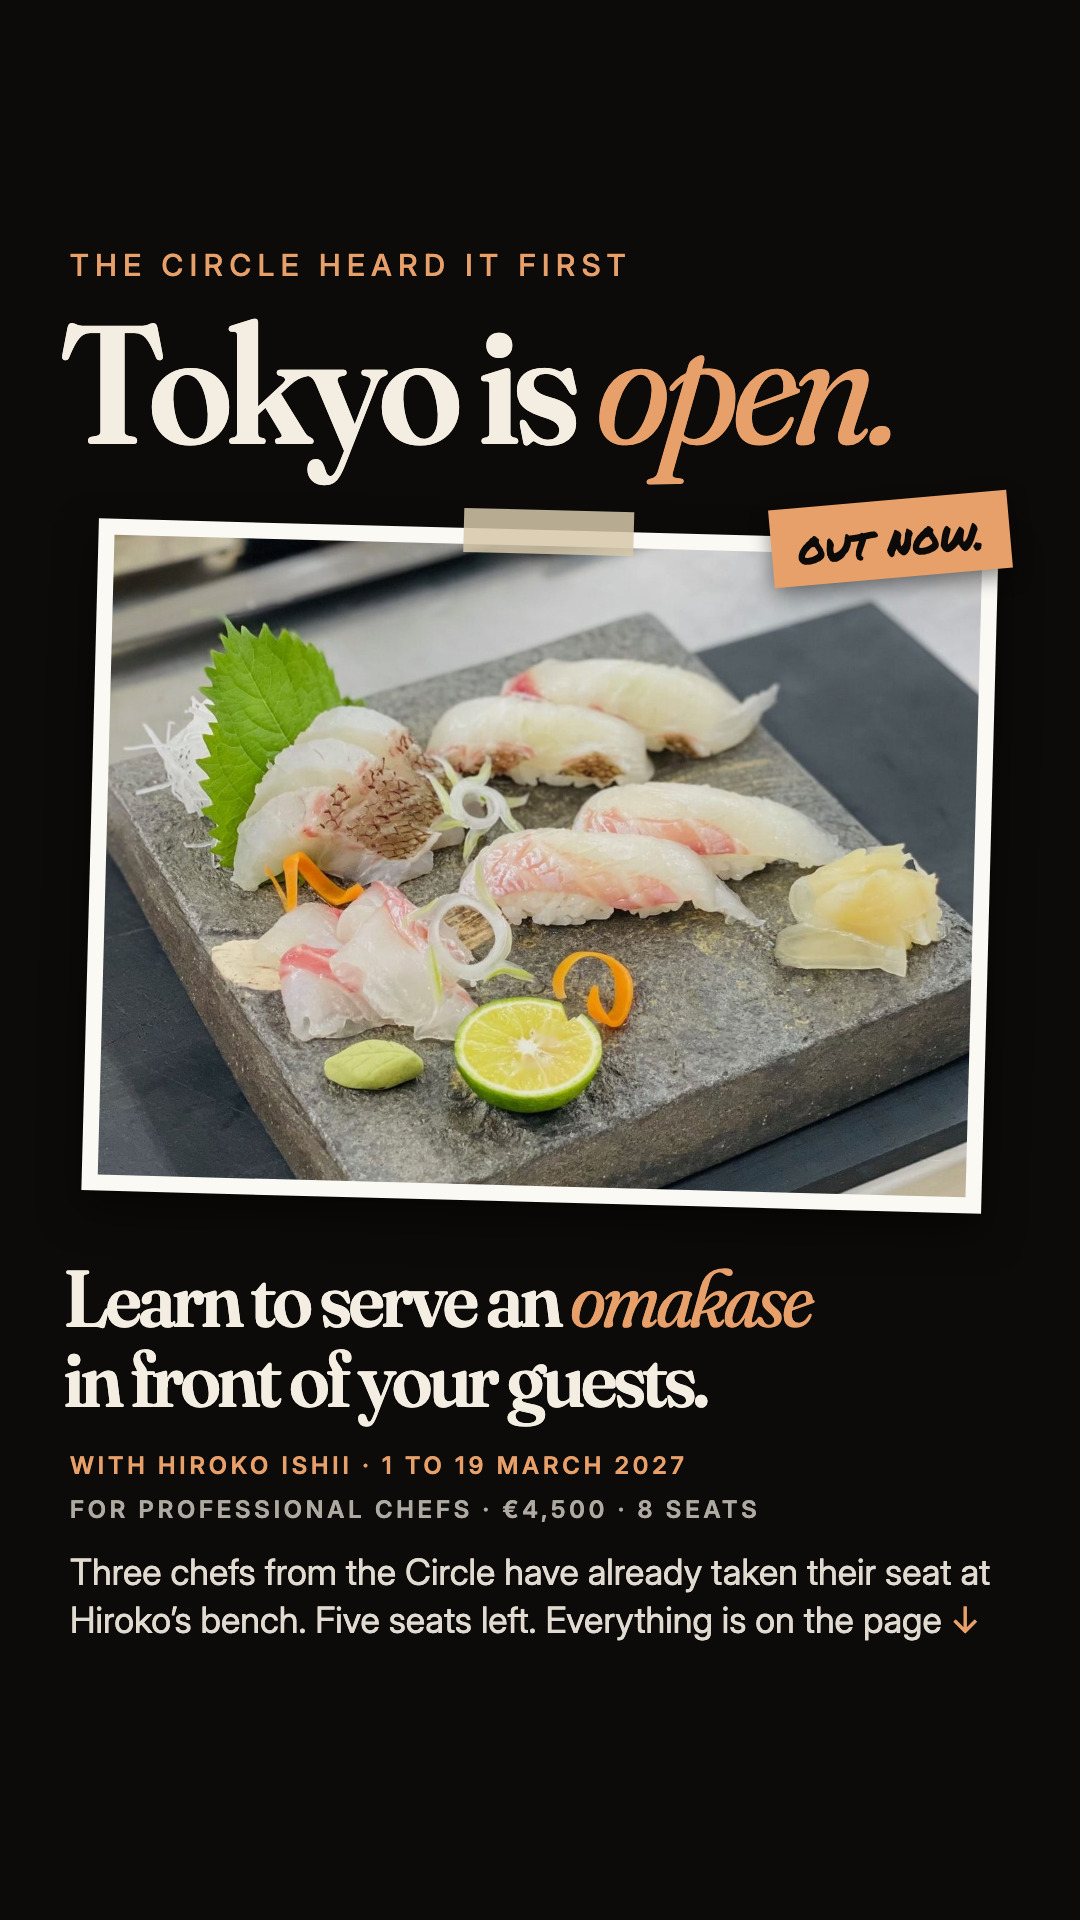 THE CIRCLE HEARD IT FIRST
Tokyo is open.
OUT NOW.
Learn to serve an omakase
in front of your guests.
WITH HIROKO ISHII · 1 TO 19 MARCH 2027
FOR PROFESSIONAL CHEFS · €4,500 · 8 SEATS
Three chefs from the Circle have already taken their seat at
Hiroko’s bench. Five seats left. Everything is on the page ↓